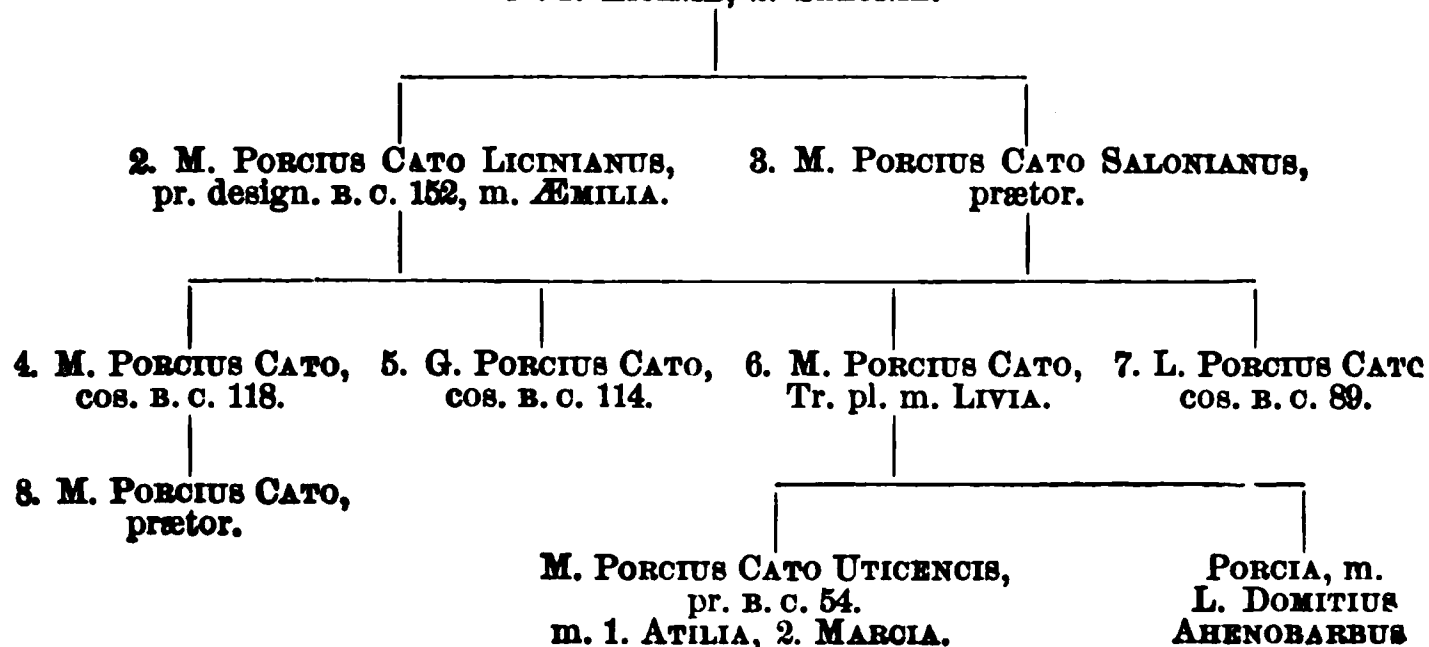 2. M. PORCIUS CATO LICINIANUS,
pr. design. B. C. 152, m. ÆMILIA.
3. M. PORCIUS CATO SALONIANUS,
prætor.
4. M. PORCIUS CATO,
cos. B. C. 118.
5. G. PORCIUS CATO,
cos. B. C. 114.
6. M. PORCIUS CATO,
Tr. pl. m. LIVIA.
7. L. PORCIUS CATO
cos. B. C. 89.
8. M. PORCIUS CATO,
prætor.
M. PORCIUS CATO UTICENCIS,
pr. B. C. 54.
m. 1. ATILIA, 2. MARCIA.
PORCIA, m.
L. DOMITIUS
AHENOBARBUS